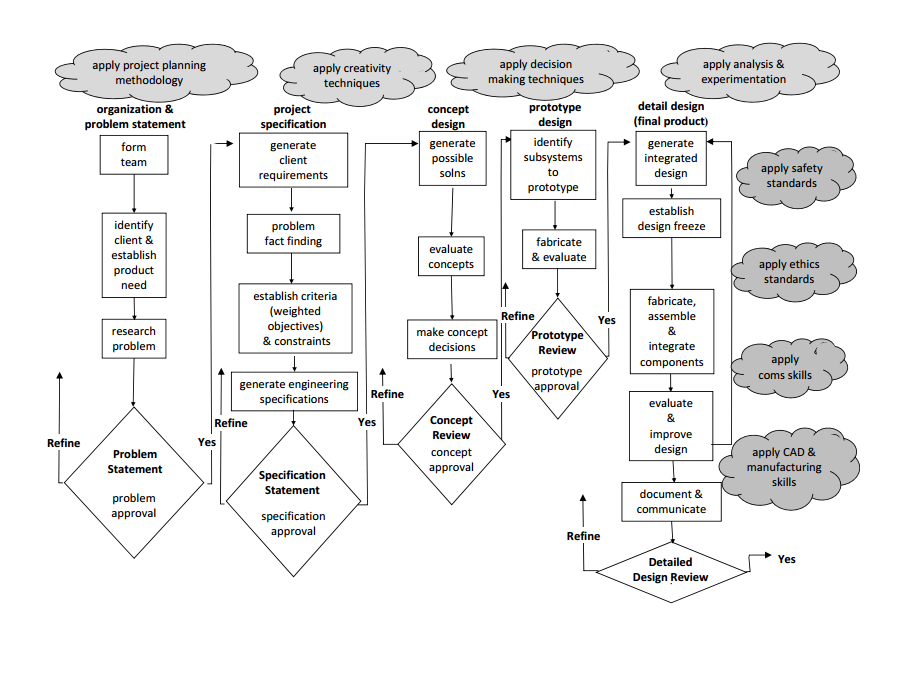 apply project planning
methodology
apply creativity
techniques
apply decision
making techniques
apply analysis &
experimentation
organization &
problem statement
form
team
identify
client &
establish
product
need
research
problem
Refine
Problem
Statement
problem
approval
Yes
project
specification
generate
client
requirements
problem
fact finding
establish criteria
(weighted
objectives)
& constraints
generate engineering
specifications
Refine
Specification
Statement
specification
approval
Yes
concept
design
generate
possible
solns
evaluate
concepts
make concept
decisions
Refine
Concept
Review
concept
approval
Yes
prototype
design
identify
subsystems
to
prototype
fabricate
& evaluate
Refine
Prototype
Review
prototype
approval
Yes
detail design
(final product)
generate
integrated
design
establish
design freeze
fabricate,
assemble
&
integrate
components
evaluate
&
improve
design
document &
communicate
Refine
Detailed
Design Review
Yes
apply safety
standards
apply ethics
standards
apply
coms skills
apply CAD &
manufacturing
skills